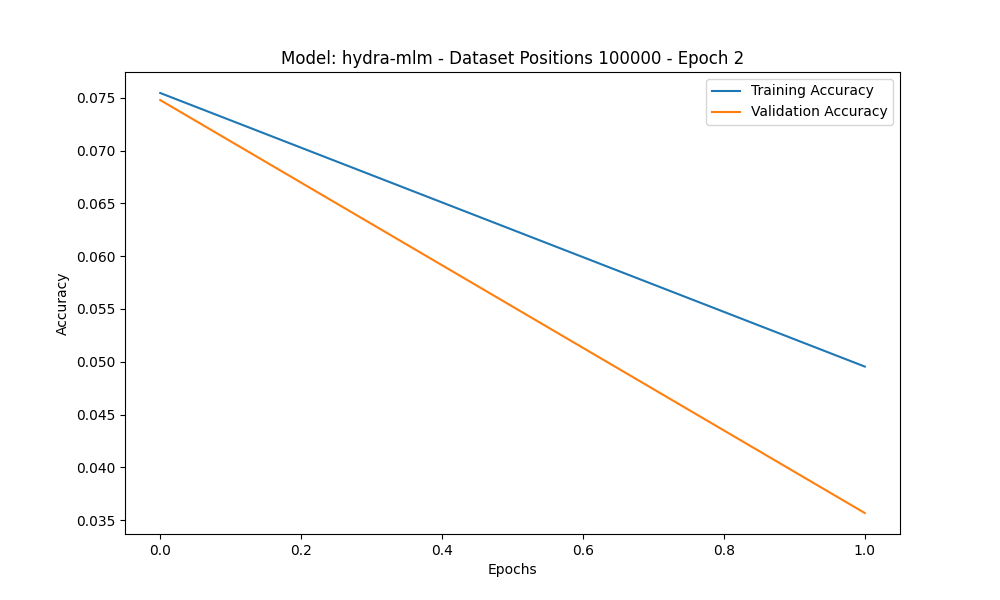 Model: hydra-mlm - Dataset Positions 100000 - Epoch 2
Training Accuracy
Validation Accuracy
Accuracy
0.075
0.070
0.065
0.060
0.055
0.050
0.045
0.040
0.035
0.0 0.2 0.4 0.6 0.8 1.0
Epochs